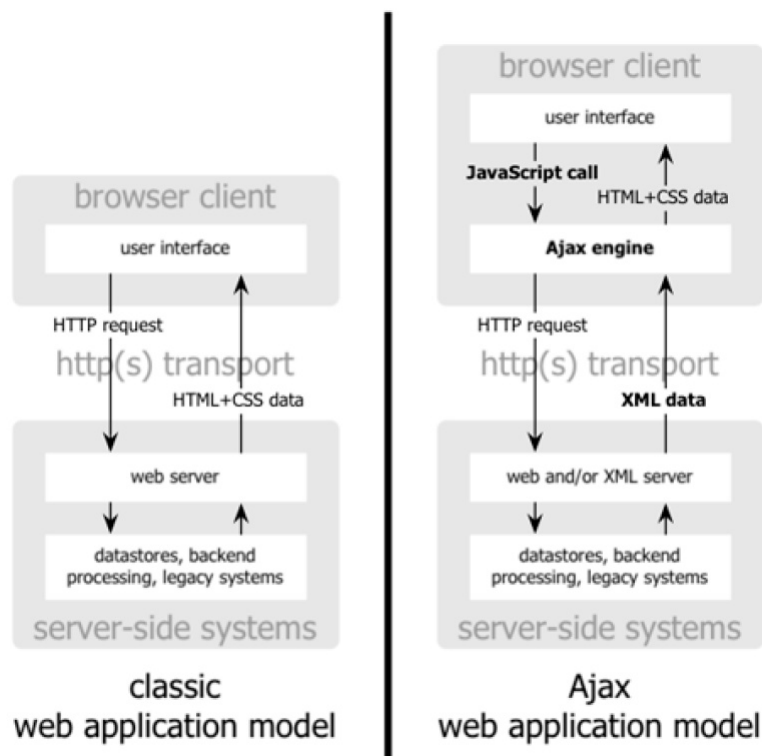 browser client
user interface
HTTP request
http(s) transport
HTML+CSS data
web server
datastores, backend
processing, legacy systems
server-side systems
classic
web application model
browser client
user interface
JavaScript call
HTML+CSS data
Ajax engine
HTTP request
http(s) transport
XML data
web and/or XML server
datastores, backend
processing, legacy systems
server-side systems
Ajax
web application model